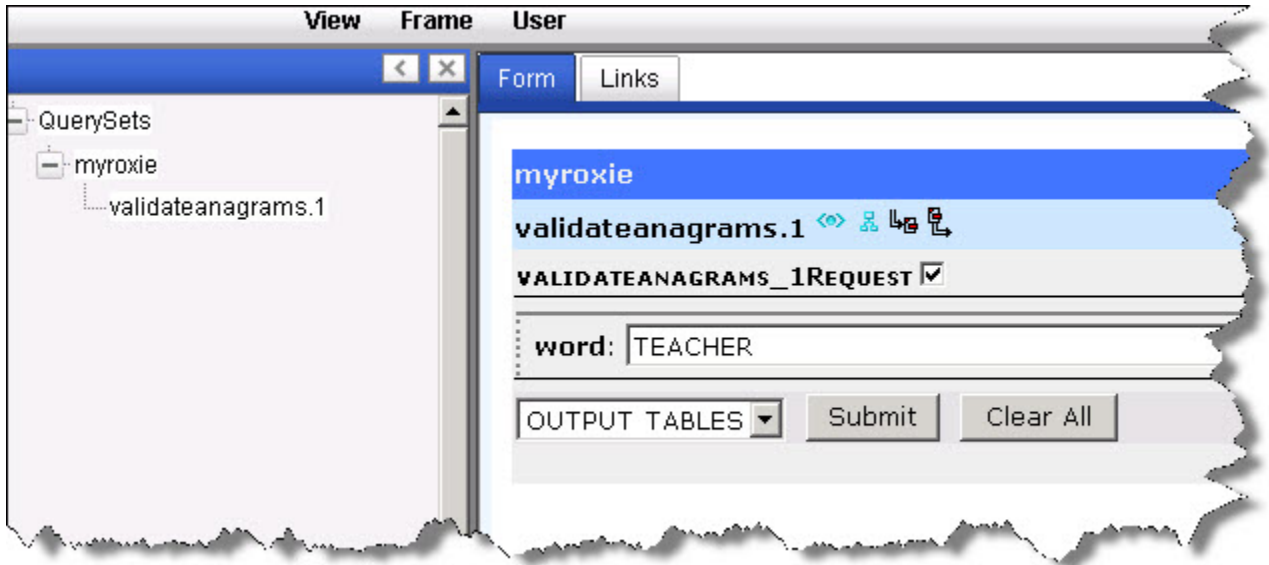 View Frame User
Form Links
QuerySets
myroxie
validateanagrams.1
myroxie
validateanagrams.1
VALIDATEANAGRAMS_1REQUEST
word: TEACHER
OUTPUT TABLES Submit Clear All